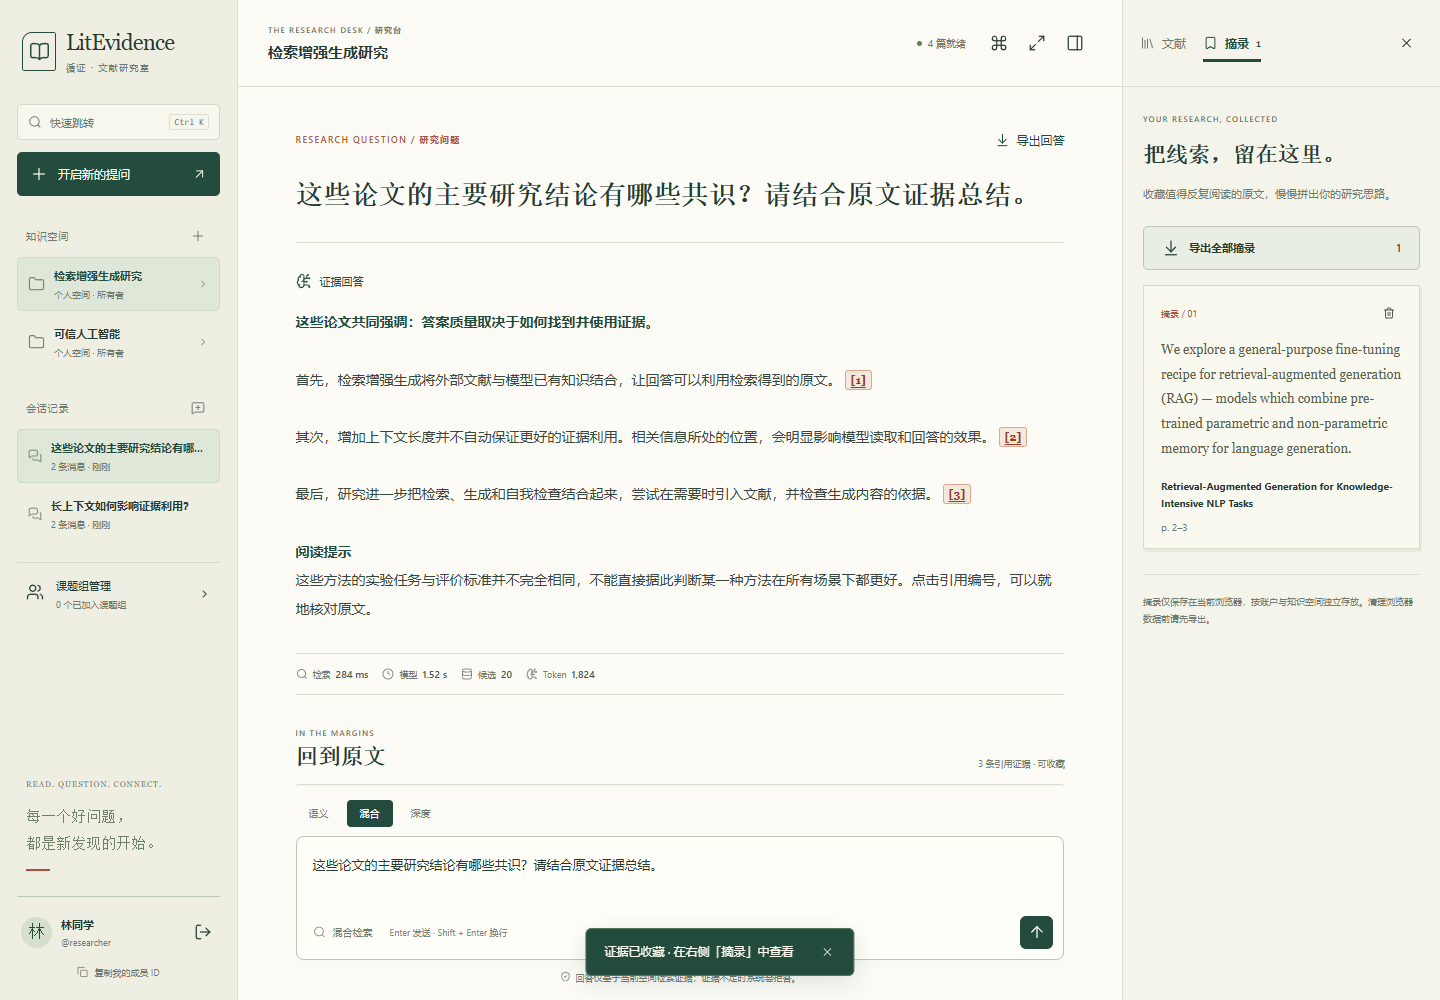 LitEvidence
循证 · 文献研究室
快速跳转
Ctrl K
开启新的提问
知识空间
检索增强生成研究
个人空间 · 所有者
可信人工智能
个人空间 · 所有者
会话记录
这些论文的主要研究结论有哪...
2 条消息 · 刚刚
长上下文如何影响证据利用?
2 条消息 · 刚刚
课题组管理
0 个已加入课题组
READ. QUESTION. CONNECT.
每一个好问题，
都是新发现的开始。
林
林同学
@researcher
复制我的成员 ID
THE RESEARCH DESK / 研究台
检索增强生成研究
4 篇就绪
RESEARCH QUESTION / 研究问题
导出回答
这些论文的主要研究结论有哪些共识？请结合原文证据总结。
证据回答
这些论文共同强调：答案质量取决于如何找到并使用证据。
首先，检索增强生成将外部文献与模型已有知识结合，让回答可以利用检索得到的原文。 [1]
其次，增加上下文长度并不自动保证更好的证据利用。相关信息所处的位置，会明显影响模型读取和回答的效果。 [2]
最后，研究进一步把检索、生成和自我检查结合起来，尝试在需要时引入文献，并检查生成内容的依据。 [3]
阅读提示
这些方法的实验任务与评价标准并不完全相同，不能直接据此判断某一种方法在所有场景下都更好。点击引用编号，可以就
地核对原文。
检索 284 ms 模型 1.52 s 候选 20 Token 1,824
IN THE MARGINS
回到原文
3 条引用证据 · 可收藏
语义 混合 深度
这些论文的主要研究结论有哪些共识？请结合原文证据总结。
混合检索 Enter 发送 · Shift + Enter 换行
证据已收藏 · 在右侧「摘录」中查看
回答仅基于当前空间检索证据；证据不足时系统会拒答。
文献
摘录 1
YOUR RESEARCH, COLLECTED
把线索，留在这里。
收藏值得反复阅读的原文，慢慢拼出你的研究思路。
导出全部摘录 1
摘录 / 01
We explore a general-purpose fine-tuning
recipe for retrieval-augmented generation
(RAG) — models which combine pre-
trained parametric and non-parametric
memory for language generation.
Retrieval-Augmented Generation for Knowledge-
Intensive NLP Tasks
p. 2–3
摘录仅保存在当前浏览器，按账户与知识空间独立存放。清理浏览器
数据前请先导出。